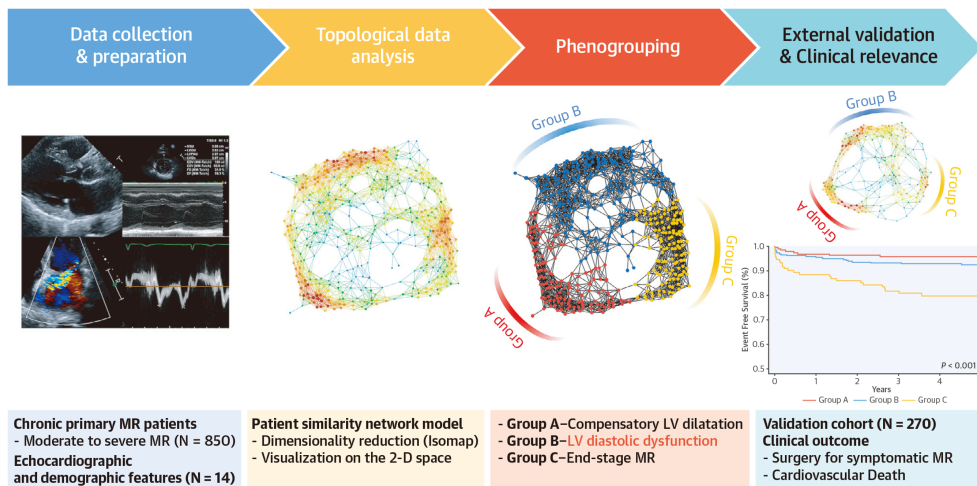 Data collection
& preparation
Topological data
analysis
Phenogrouping
External validation
& Clinical relevance
Group B
Group A
Group C
Group B
Group A
Group C
Event Free Survival (%)
1.0
0.9
0.8
0.7
0.6
0.5
0
1
2
3
4
Years
P < 0.001
Group A
Group B
Group C
Chronic primary MR patients
- Moderate to severe MR (N = 850)
Echocardiographic
and demographic features (N = 14)
Patient similarity network model
- Dimensionality reduction (Isomap)
- Visualization on the 2-D space
- Group A–Compensatory LV dilatation
- Group B–LV diastolic dysfunction
- Group C–End-stage MR
Validation cohort (N = 270)
Clinical outcome
- Surgery for symptomatic MR
- Cardiovascular Death